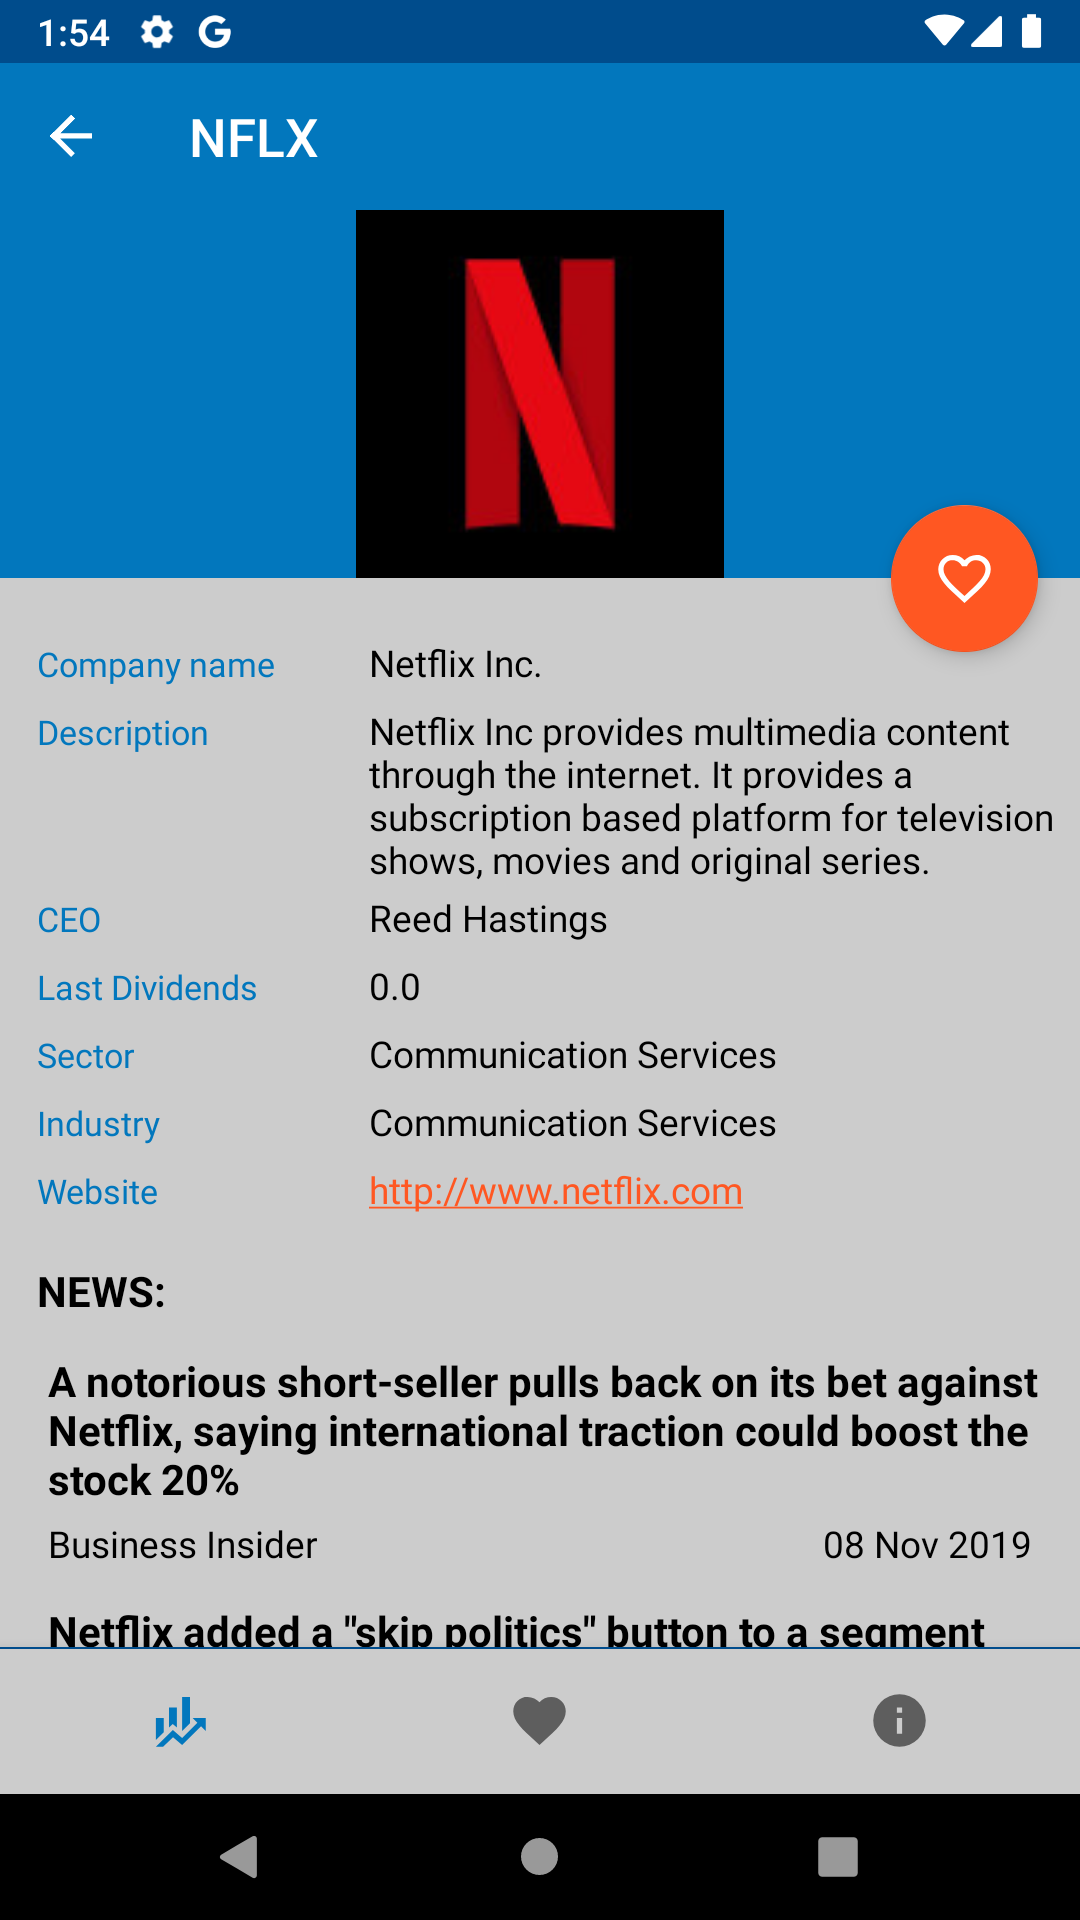 1:54
NFLX
Company name Netflix Inc.
Description Netflix Inc provides multimedia content
through the internet. It provides a
subscription based platform for television
shows, movies and original series.
CEO Reed Hastings
Last Dividends 0.0
Sector Communication Services
Industry Communication Services
Website http://www.netflix.com
NEWS:
A notorious short-seller pulls back on its bet against
Netflix, saying international traction could boost the
stock 20%
Business Insider 08 Nov 2019
Netflix added a "skip politics" button to a segment